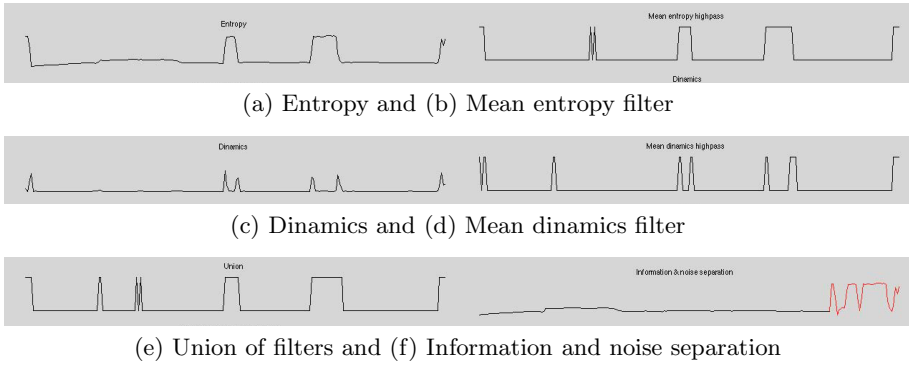 Entropy
Mean entropy highpass
Dinamics
(a) Entropy and (b) Mean entropy filter
Dinamics
Mean dinamics highpass
(c) Dinamics and (d) Mean dinamics filter
Union
Information & noise separation
(e) Union of filters and (f) Information and noise separation